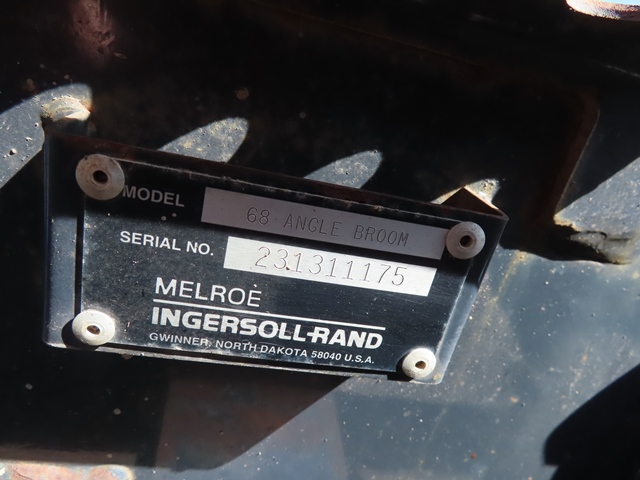 MODEL 68 ANGLE BROOM
SERIAL NO. 231311175
MELROE
INGERSOLL-RAND
GWINNER, NORTH DAKOTA 58040 U.S.A.